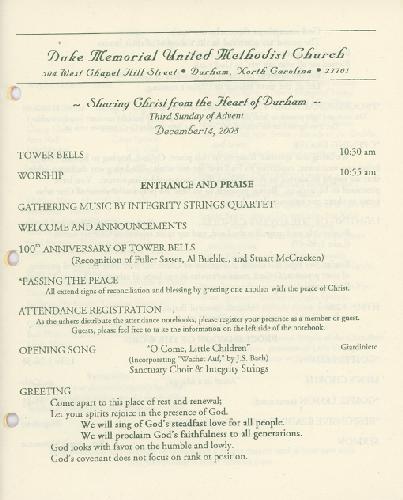 Duke Memorial United Methodist Church
504 West Chapel Hill Street • Durham, North Carolina • 27701
~ Sharing Christ from the Heart of Durham ~
Third Sunday of Advent
December 14, 2008
TOWER BELLS 10:50 am
WORSHIP 10:55 am
ENTRANCE AND PRAISE
GATHERING MUSIC BY INTEGRITY STRINGS QUARTET
WELCOME AND ANNOUNCEMENTS
100th ANNIVERSARY OF TOWER BELLS
(Recognition of Fuller Sasser, Al Buehler, and Stuart McCracken)
*PASSING THE PEACE
All extend signs of reconciliation and blessing by greeting one another with the peace of Christ.
ATTENDANCE REGISTRATION
As the ushers distribute the attendance notebooks, please register your presence as a member or guest.
Guests, please feel free to take the information on the left side of the notebook.
OPENING SONG "O Come, Little Children" Giardiniere
(Incorporating "Wachet Auf," by J.S. Bach)
Sanctuary Choir & Integrity Strings
GREETING
Come apart to this place of rest and renewal;
Let your spirits rejoice in the presence of God.
We will sing of God's steadfast love for all people.
We will proclaim God's faithfulness to all generations.
God looks with favor on the humble and lowly.
God's covenant does not focus on rank or position.